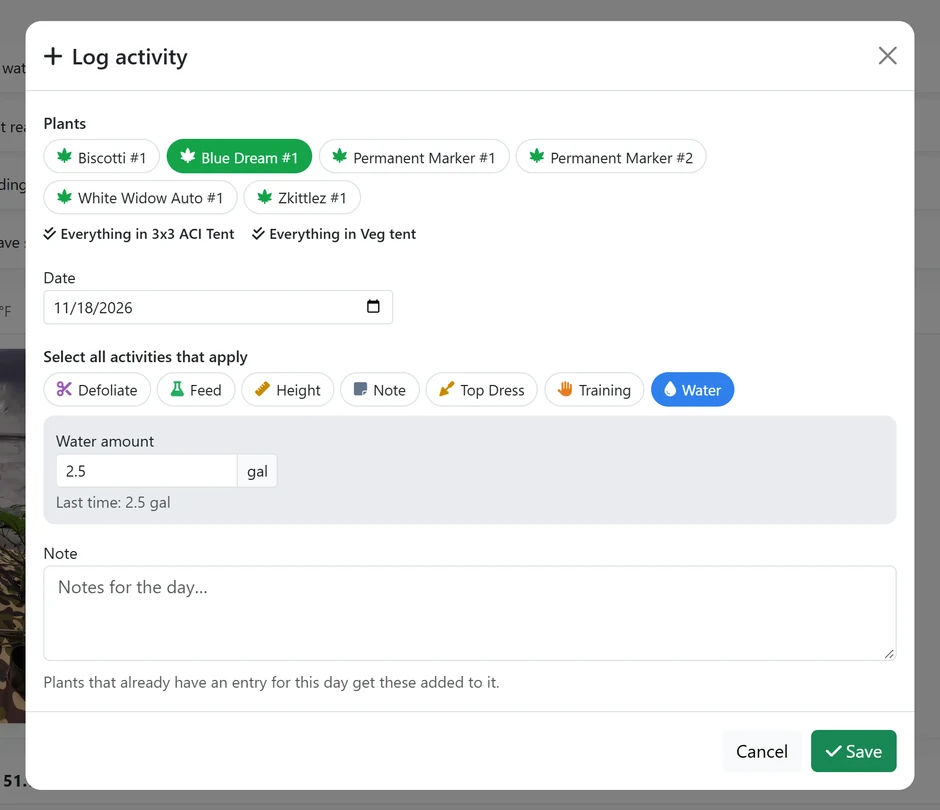 Log activity
Plants
Biscotti #1 Blue Dream #1 Permanent Marker #1 Permanent Marker #2
White Widow Auto #1 Zkittlez #1
Everything in 3x3 ACI Tent Everything in Veg tent
Date
11/18/2026
Select all activities that apply
Defoliate Feed Height Note Top Dress Training Water
Water amount
2.5 gal
Last time: 2.5 gal
Note
Notes for the day...
Plants that already have an entry for this day get these added to it.
Cancel Save
°F
51.